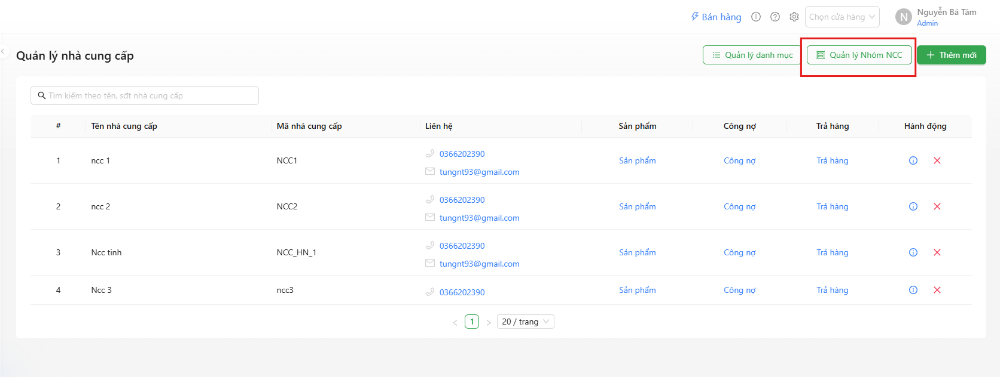 Bán hàng
Chọn cửa hàng
N
Nguyễn Bá Tâm
Admin
Quản lý nhà cung cấp
Quản lý danh mục
Quản lý Nhóm NCC
Thêm mới
Tìm kiếm theo tên, sđt nhà cung cấp
# Tên nhà cung cấp Mã nhà cung cấp Liên hệ Sản phẩm Công nợ Trả hàng Hành động
1 ncc 1 NCC1 0366202390 Sản phẩm Công nợ Trả hàng
tungnt93@gmail.com
2 ncc 2 NCC2 0366202390 Sản phẩm Công nợ Trả hàng
tungnt93@gmail.com
3 Ncc tinh NCC_HN_1 0366202390 Sản phẩm Công nợ Trả hàng
tungnt93@gmail.com
4 Ncc 3 ncc3 0366202390 Sản phẩm Công nợ Trả hàng
< 1 > 20 / trang